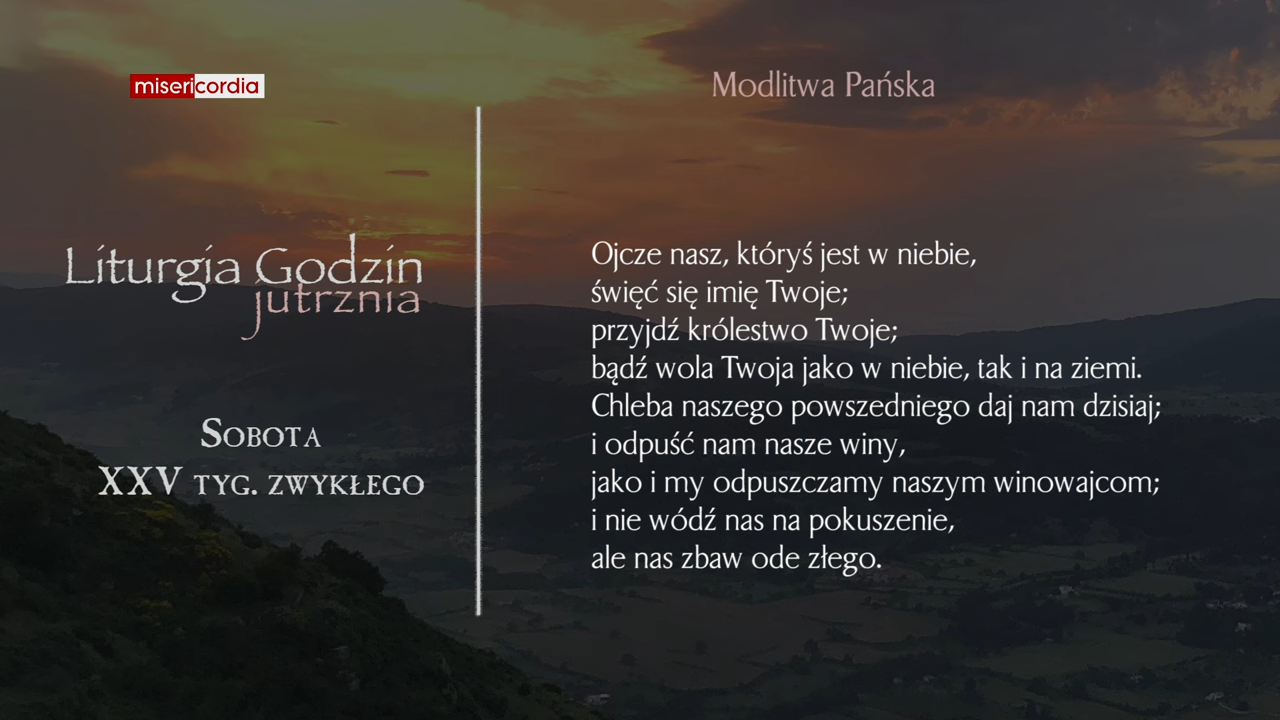 misericordia
Liturgia Godzin
jutrznia
Sobota
XXV tyg. zwykłego
Modlitwa Pańska
Ojcze nasz, któryś jest w niebie,
święć się imię Twoje;
przyjdź królestwo Twoje;
bądź wola Twoja jako w niebie, tak i na ziemi.
Chleba naszego powszedniego daj nam dzisiaj;
i odpuść nam nasze winy,
jako i my odpuszczamy naszym winowajcom;
i nie wódź nas na pokuszenie,
ale nas zbaw ode złego.